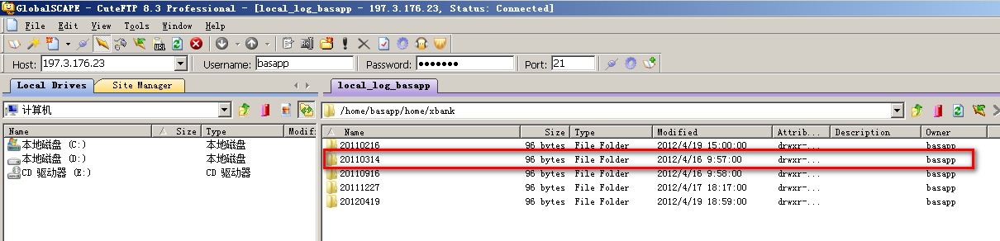 GlobalSCAPE - CuteFTP 8.3 Professional - [local_log_basapp - 197.3.176.23, Status: Connected]
File Edit View Tools Window Help
URL
Host: 197.3.176.23 Username: basapp Password: ●●●●●●● Port: 21
Local Drives Site Manager local_log_basapp
计算机 /home/basapp/home/xbank
Name Size Type Modifi Name Size Type Modified Attrib... Description Owner
本地磁盘 (C:) 本地磁盘 20110216 96 bytes File Folder 2012/4/19 15:00:00 drwxr-... basapp
本地磁盘 (D:) 本地磁盘 20110314 96 bytes File Folder 2012/4/16 9:57:00 drwxr-... basapp
CD 驱动器 (E:) CD 驱动器 20110916 96 bytes File Folder 2012/4/16 9:58:00 drwxr-... basapp
20111227 96 bytes File Folder 2012/4/17 18:17:00 drwxr-... basapp
20120419 96 bytes File Folder 2012/4/19 18:59:00 drwxr-... basapp